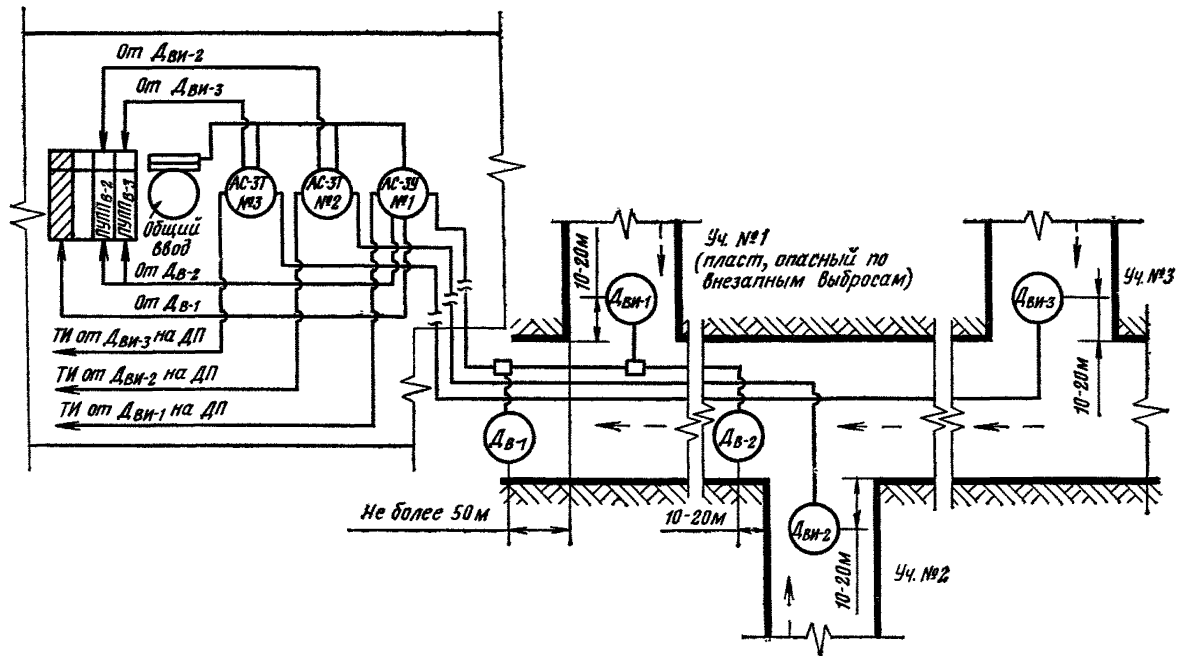 От Дви-2
От Дви-3
ПУПП в-2
ПУПП в-3
Общий
ввод
АС-3Т
№3
АС-3Т
№2
АС-3У
№1
От Дв-2
От Дв-1
ТИ от Дви-3 на ДП
ТИ от Дви-2 на ДП
ТИ от Дви-1 на ДП
10-20м
Дви-1
Уч. №1
(пласт, опасный по
внезапным выбросам)
Дви-3
Уч. №3
10-20м
Дв-1
Дв-2
Не более 50м
10-20м
Дви-2
10-20м
Уч. №2